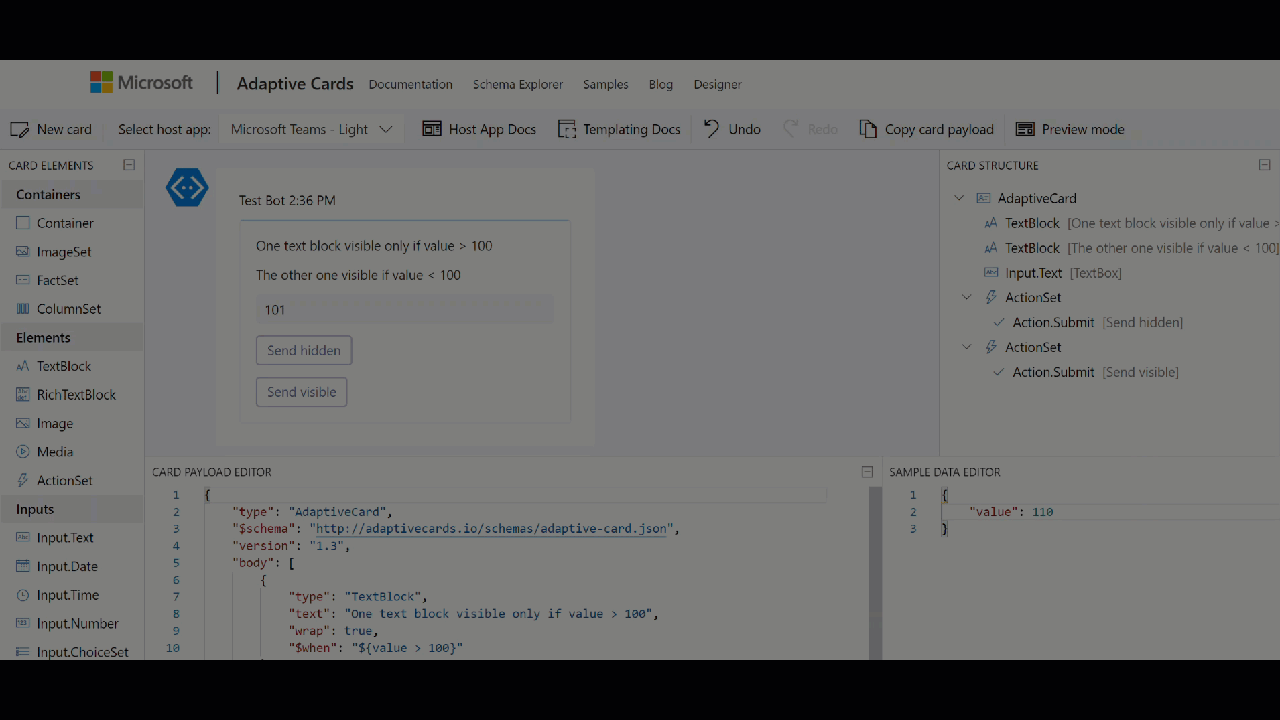 Microsoft
Adaptive Cards
Documentation
Schema Explorer
Samples
Blog
Designer
New card
Select host app:
Microsoft Teams - Light
Host App Docs
Templating Docs
Undo
Redo
Copy card payload
Preview mode
CARD ELEMENTS
Containers
Container
ImageSet
FactSet
ColumnSet
Elements
TextBlock
RichTextBlock
Image
Media
ActionSet
Inputs
Input.Text
Input.Date
Input.Time
Input.Number
Input.ChoiceSet
Test Bot 2:36 PM
One text block visible only if value > 100
The other one visible if value < 100
101
Send hidden
Send visible
CARD STRUCTURE
AdaptiveCard
TextBlock [One text block visible only if value >
TextBlock [The other one visible if value < 100]
Input.Text [TextBox]
ActionSet
Action.Submit [Send hidden]
ActionSet
Action.Submit [Send visible]
CARD PAYLOAD EDITOR
1 {
2 "type": "AdaptiveCard",
3 "$schema": "http://adaptivecards.io/schemas/adaptive-card.json",
4 "version": "1.3",
5 "body": [
6 {
7 "type": "TextBlock",
8 "text": "One text block visible only if value > 100",
9 "wrap": true,
10 "$when": "${value > 100}"
SAMPLE DATA EDITOR
1 {
2 "value": 110
3 }